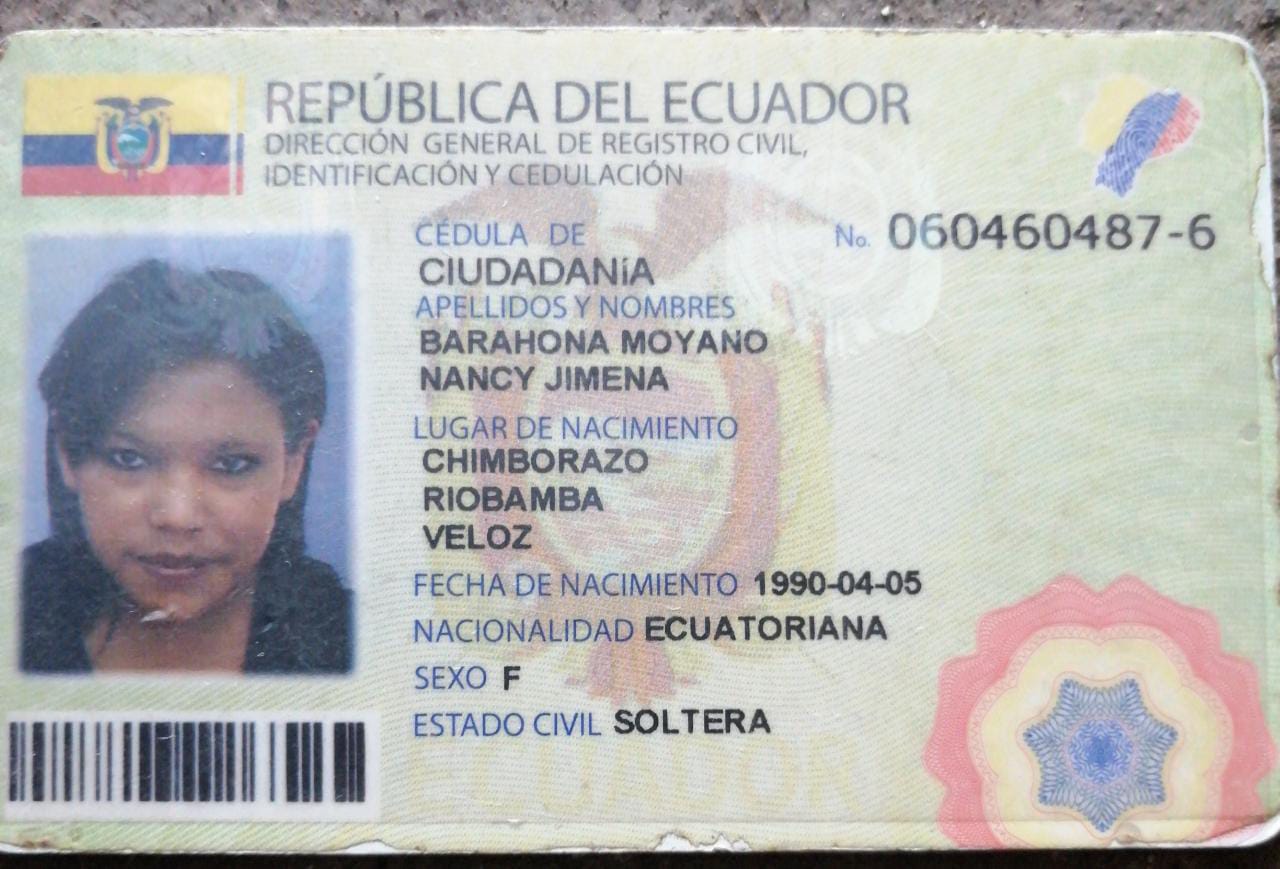 REPÚBLICA DEL ECUADOR
DIRECCIÓN GENERAL DE REGISTRO CIVIL,
IDENTIFICACIÓN Y CEDULACIÓN
CÉDULA DE
No. 060460487-6
CIUDADANíA
APELLIDOS Y NOMBRES
BARAHONA MOYANO
NANCY JIMENA
LUGAR DE NACIMIENTO
CHIMBORAZO
RIOBAMBA
VELOZ
FECHA DE NACIMIENTO 1990-04-05
NACIONALIDAD ECUATORIANA
SEXO F
ESTADO CIVIL SOLTERA
ECUADOR